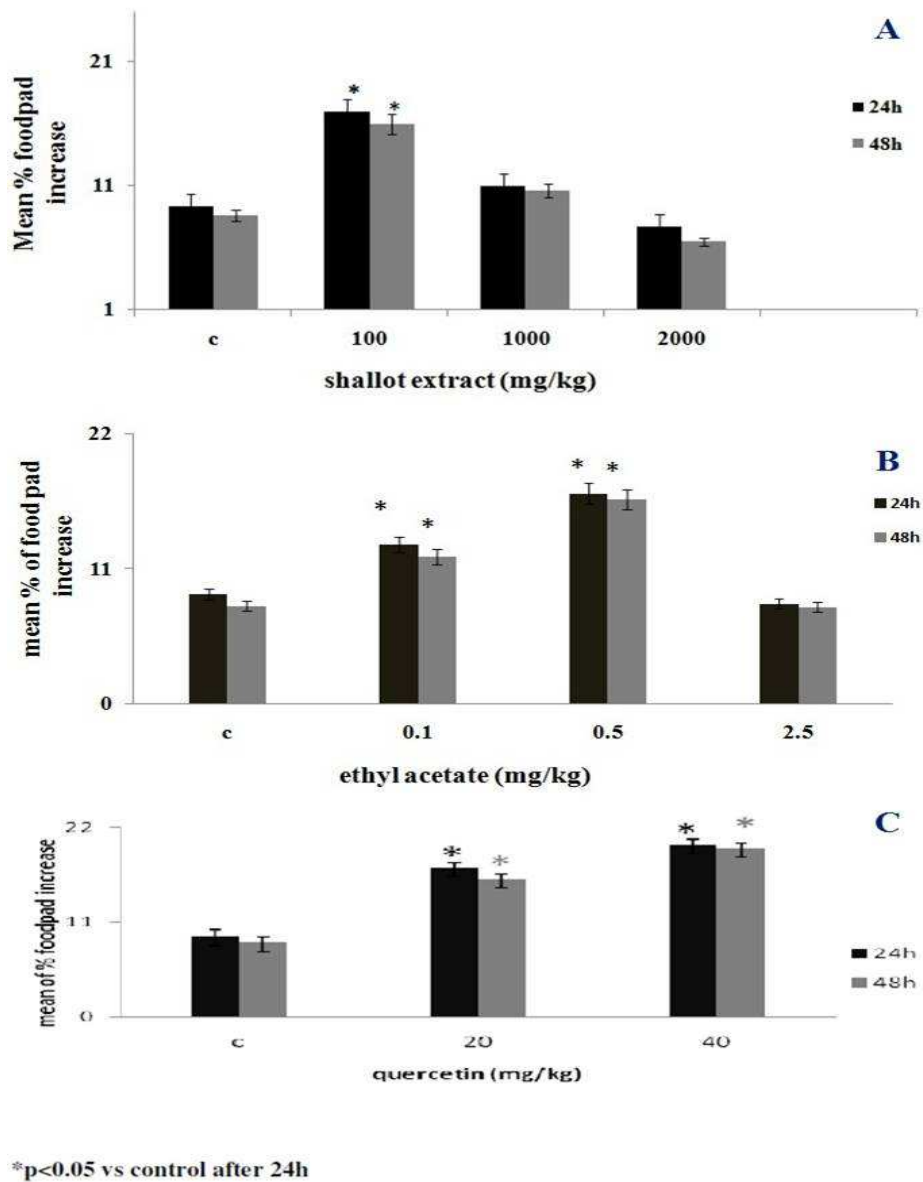 A
21
11
1
Mean % foodpad
increase
* *
24h
48h
c 100 1000 2000
shallot extract (mg/kg)
B
22
11
0
mean % of food pad
increase
* * * *
24h
48h
c 0.1 0.5 2.5
ethyl acetate (mg/kg)
C
22
11
0
mean of % foodpad increase
* * * *
24h
48h
c 20 40
quercetin (mg/kg)
*p<0.05 vs control after 24h